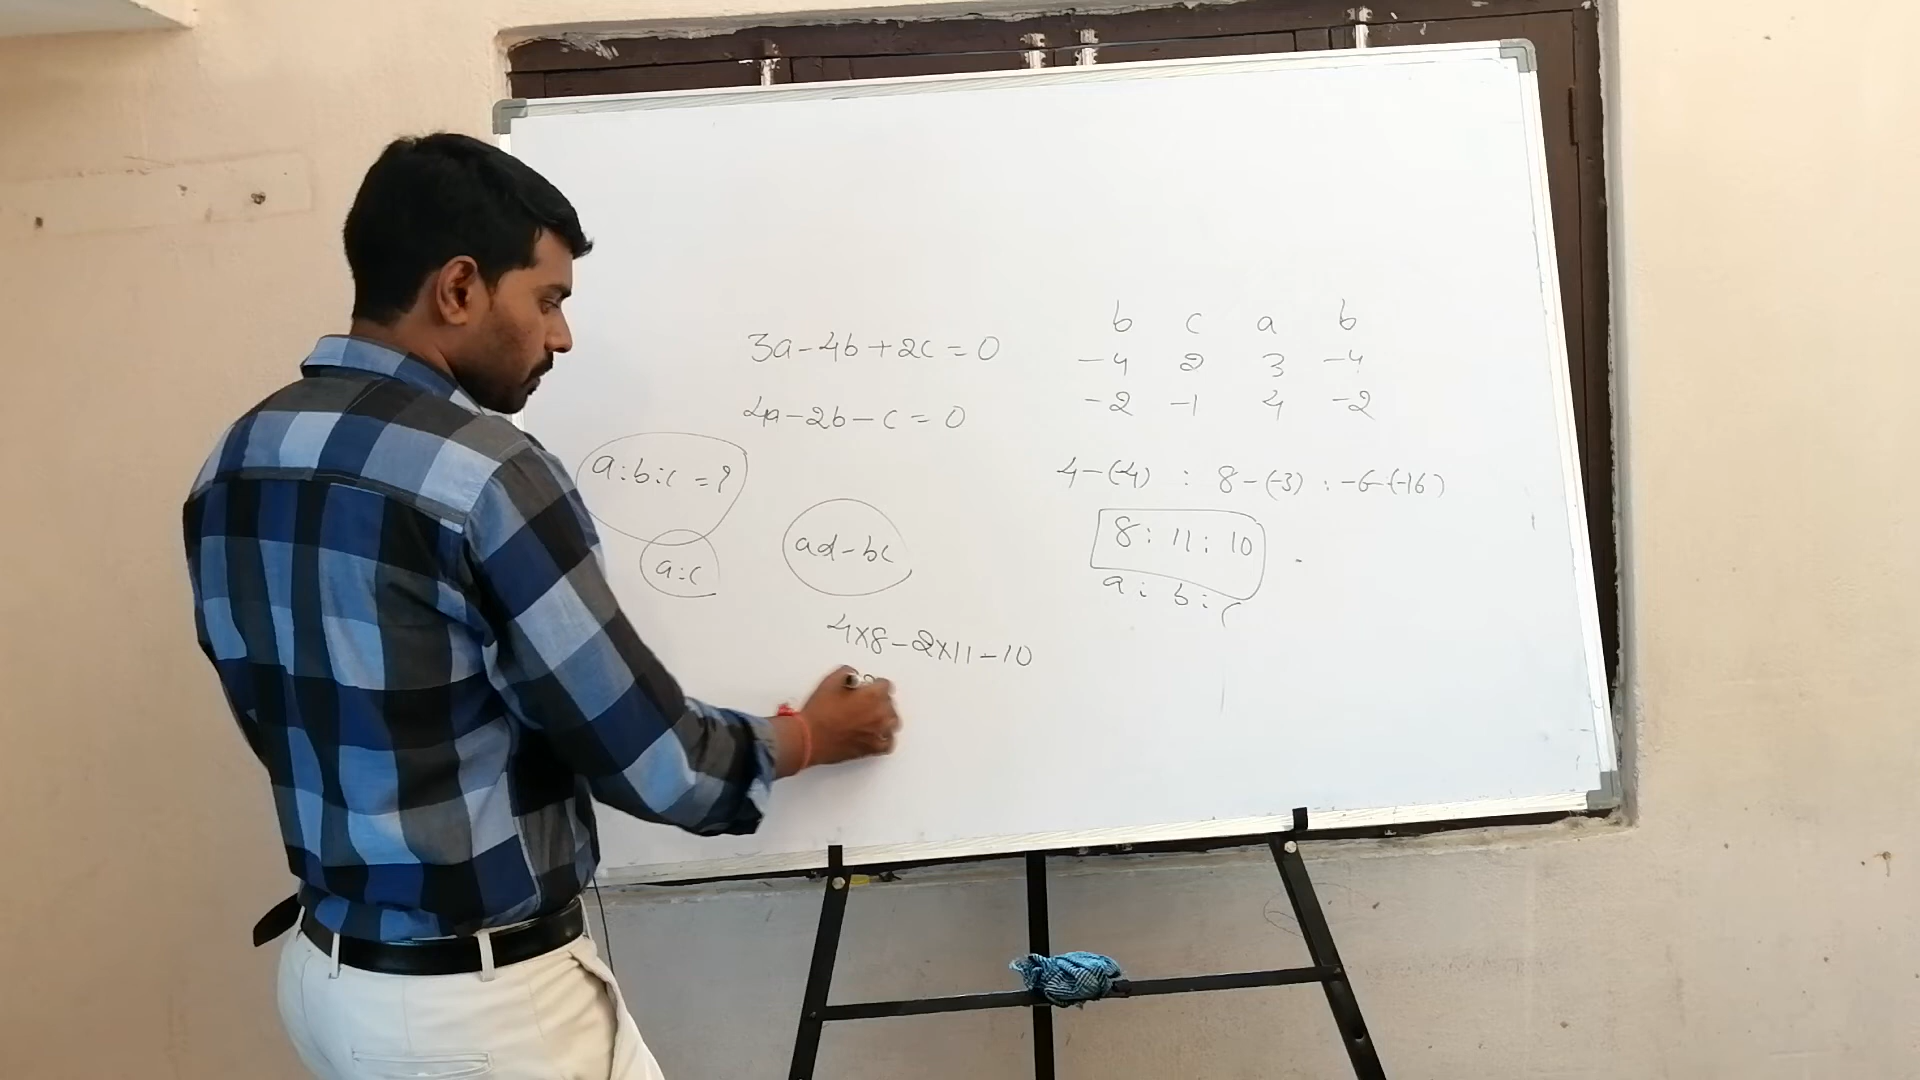 3a-4b+2c=0
4a-2b-c=0
a:b:c=?
a:c
ad-bc
4x8-2x11-10
b c a b
-4 2 3 -4
-2 -1 4 -2
4-(-4) : 8-(-3) : -6-(-16)
8:11:10
a:b:c